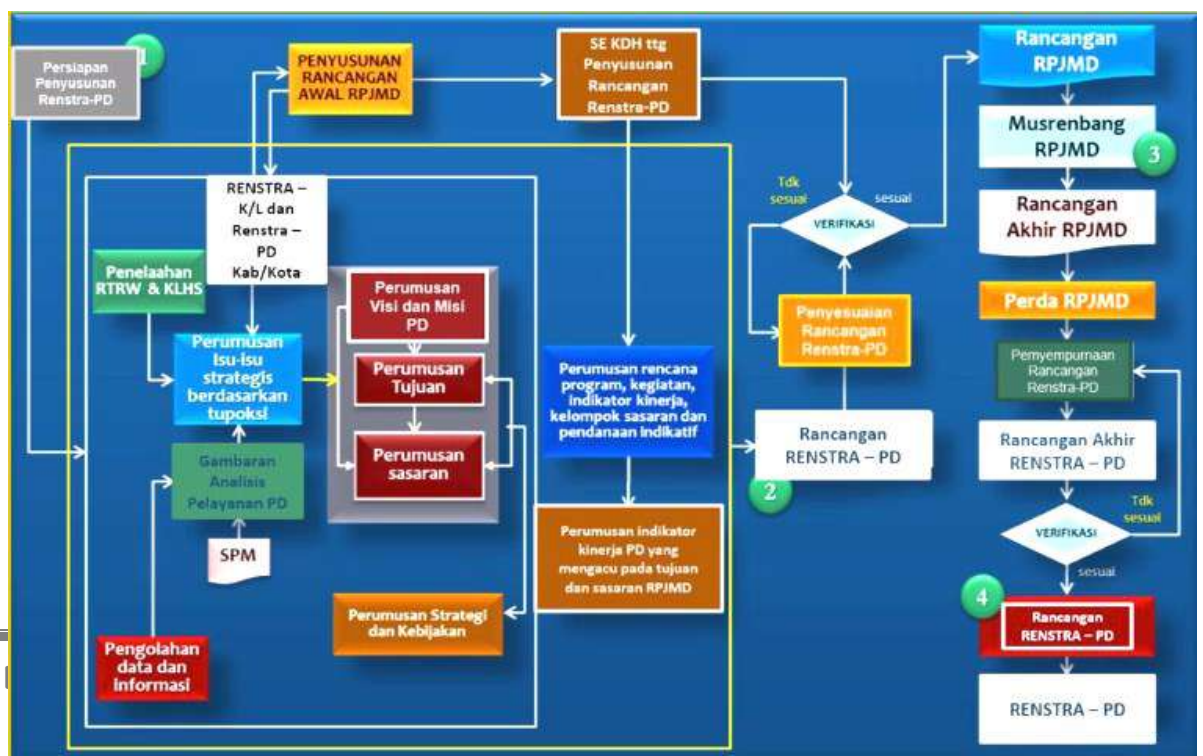 1
Persiapan
Penyusunan
Renstra-PD
PENYUSUNAN
RANCANGAN
AWAL RPJMD
SE KDH ttg
Penyusunan
Rancangan
Renstra-PD
RENSTRA –
K/L dan
Renstra –
PD
Kab/Kota
Penelaahan
RTRW & KLHS
Perumusan
Isu-isu
strategis
berdasarkan
tupoksi
Gambaran
Analisis
Pelayanan PD
SPM
Pengolahan
data dan
informasi
Perumusan
Visi dan Misi
PD
Perumusan
Tujuan
Perumusan
sasaran
Perumusan Strategi
dan Kebijakan
Perumusan rencana
program, kegiatan,
indikator kinerja,
kelompok sasaran dan
pendanaan indikatif
Perumusan indikator
kinerja PD yang
mengacu pada tujuan
dan sasaran RPJMD
Tdk
sesuai
sesuai
VERIFIKASI
Penyesuaian
Rancangan
Renstra-PD
Rancangan
RENSTRA – PD
2
Rancangan
RPJMD
Musrenbang
RPJMD
3
Rancangan
Akhir RPJMD
Perda RPJMD
Pemyempurnaan
Rancangan
Renstra-PD
Rancangan Akhir
RENSTRA – PD
Tdk
sesuai
VERIFIKASI
sesuai
4
Rancangan
RENSTRA – PD
RENSTRA – PD